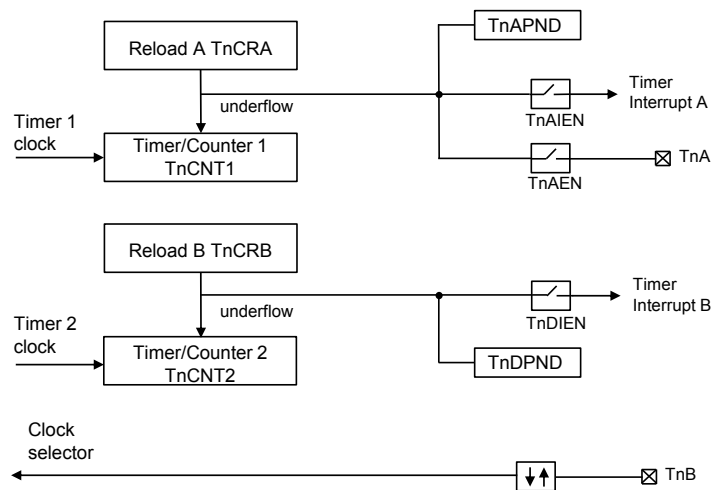 Reload A TnCRA
TnAPND
underflow
TnAIEN
Timer
Interrupt A
Timer 1
clock
Timer/Counter 1
TnCNT1
TnAEN
TnA
Reload B TnCRB
underflow
TnDIEN
Timer
Interrupt B
Timer 2
clock
Timer/Counter 2
TnCNT2
TnDPND
Clock
selector
TnB